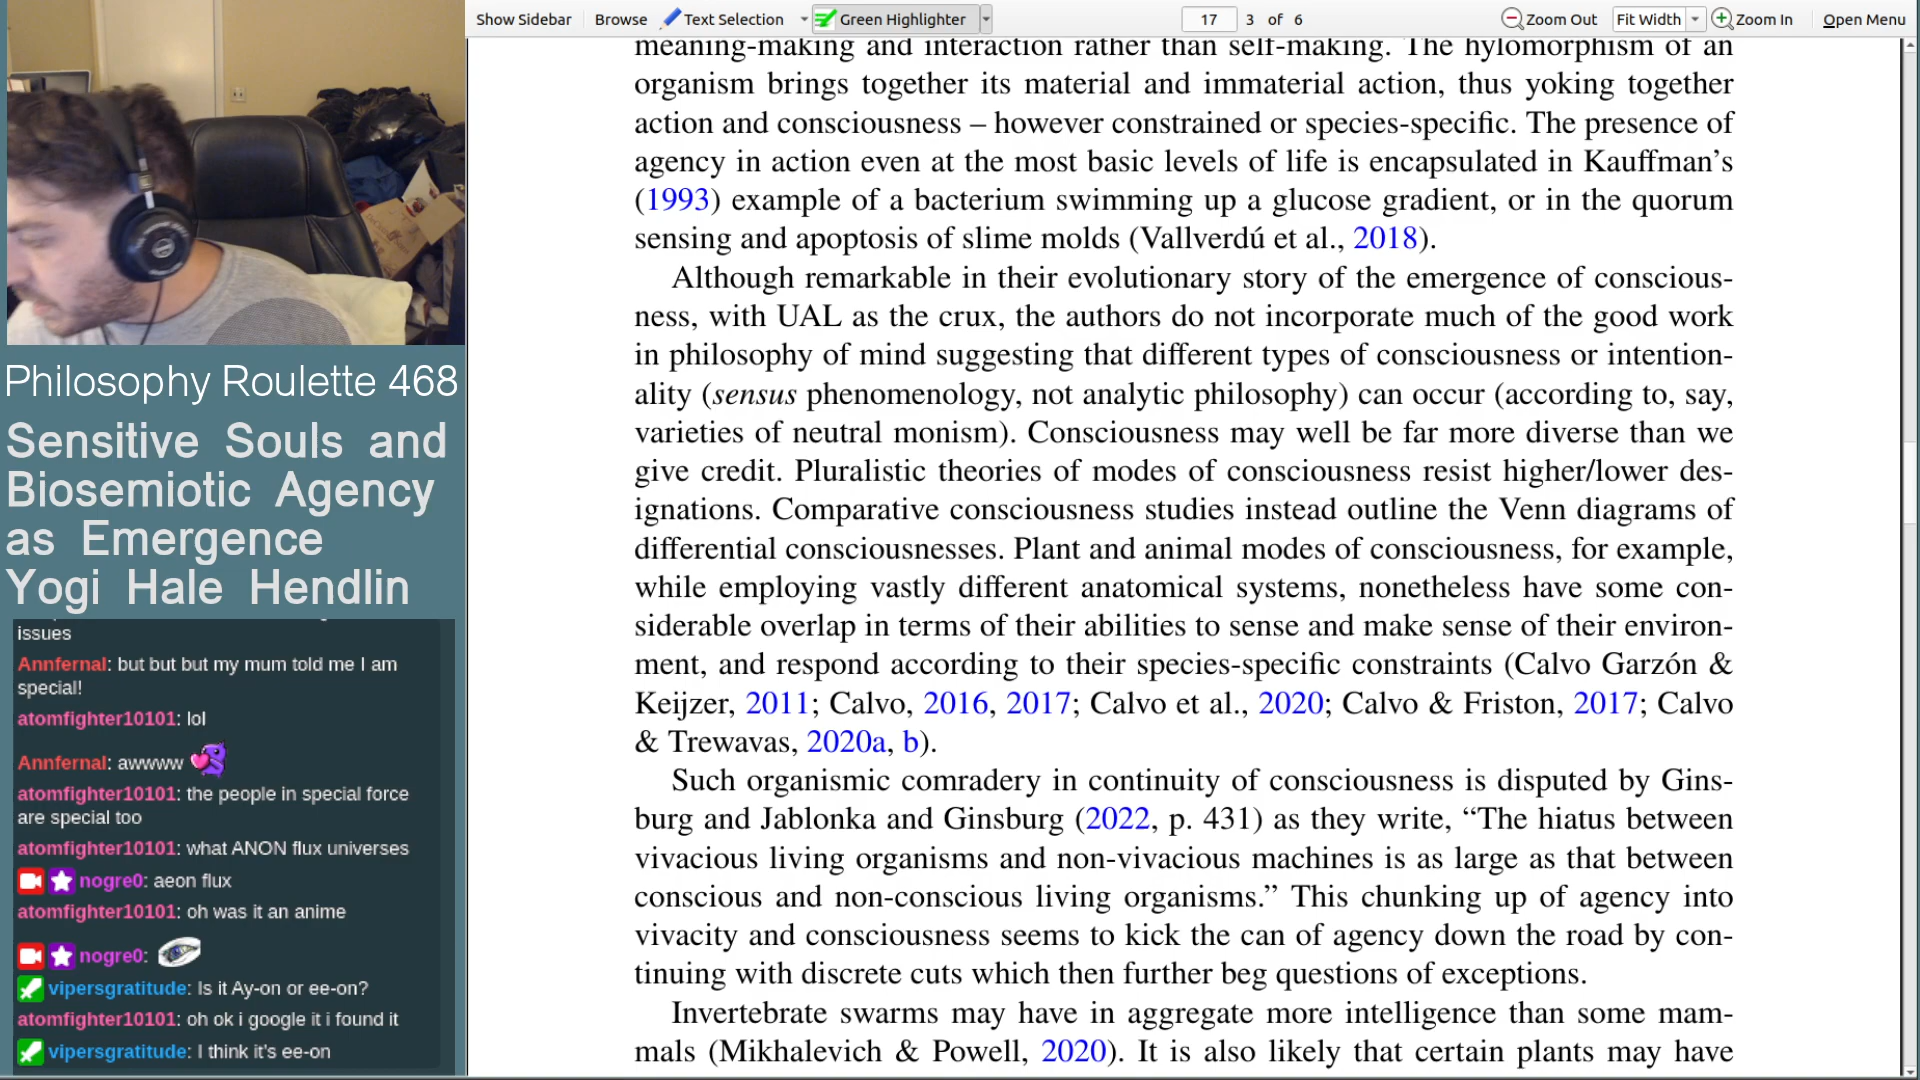 Show Sidebar Browse Text Selection Green Highlighter 17 3 of 6 Zoom Out Fit Width Zoom In Open Menu
meaning-making and interaction rather than self-making. The hylomorphism of an
organism brings together its material and immaterial action, thus yoking together
action and consciousness – however constrained or species-specific. The presence of
agency in action even at the most basic levels of life is encapsulated in Kauffman’s
(1993) example of a bacterium swimming up a glucose gradient, or in the quorum
sensing and apoptosis of slime molds (Vallverdú et al., 2018).
Although remarkable in their evolutionary story of the emergence of conscious-
ness, with UAL as the crux, the authors do not incorporate much of the good work
in philosophy of mind suggesting that different types of consciousness or intention-
ality (sensus phenomenology, not analytic philosophy) can occur (according to, say,
varieties of neutral monism). Consciousness may well be far more diverse than we
give credit. Pluralistic theories of modes of consciousness resist higher/lower des-
ignations. Comparative consciousness studies instead outline the Venn diagrams of
differential consciousnesses. Plant and animal modes of consciousness, for example,
while employing vastly different anatomical systems, nonetheless have some con-
siderable overlap in terms of their abilities to sense and make sense of their environ-
ment, and respond according to their species-specific constraints (Calvo Garzón &
Keijzer, 2011; Calvo, 2016, 2017; Calvo et al., 2020; Calvo & Friston, 2017; Calvo
& Trewavas, 2020a, b).
Such organismic comradery in continuity of consciousness is disputed by Gins-
burg and Jablonka and Ginsburg (2022, p. 431) as they write, “The hiatus between
vivacious living organisms and non-vivacious machines is as large as that between
conscious and non-conscious living organisms.” This chunking up of agency into
vivacity and consciousness seems to kick the can of agency down the road by con-
tinuing with discrete cuts which then further beg questions of exceptions.
Invertebrate swarms may have in aggregate more intelligence than some mam-
mals (Mikhalevich & Powell, 2020). It is also likely that certain plants may have
Philosophy Roulette 468
Sensitive Souls and
Biosemiotic Agency
as Emergence
Yogi Hale Hendlin
issues
Annfernal: but but but my mum told me I am
special!
atomfighter10101: lol
Annfernal: awwww
atomfighter10101: the people in special force
are special too
atomfighter10101: what ANON flux universes
nogre0: aeon flux
atomfighter10101: oh was it an anime
nogre0:
vipersgratitude: Is it Ay-on or ee-on?
atomfighter10101: oh ok i google it i found it
vipersgratitude: I think it's ee-on